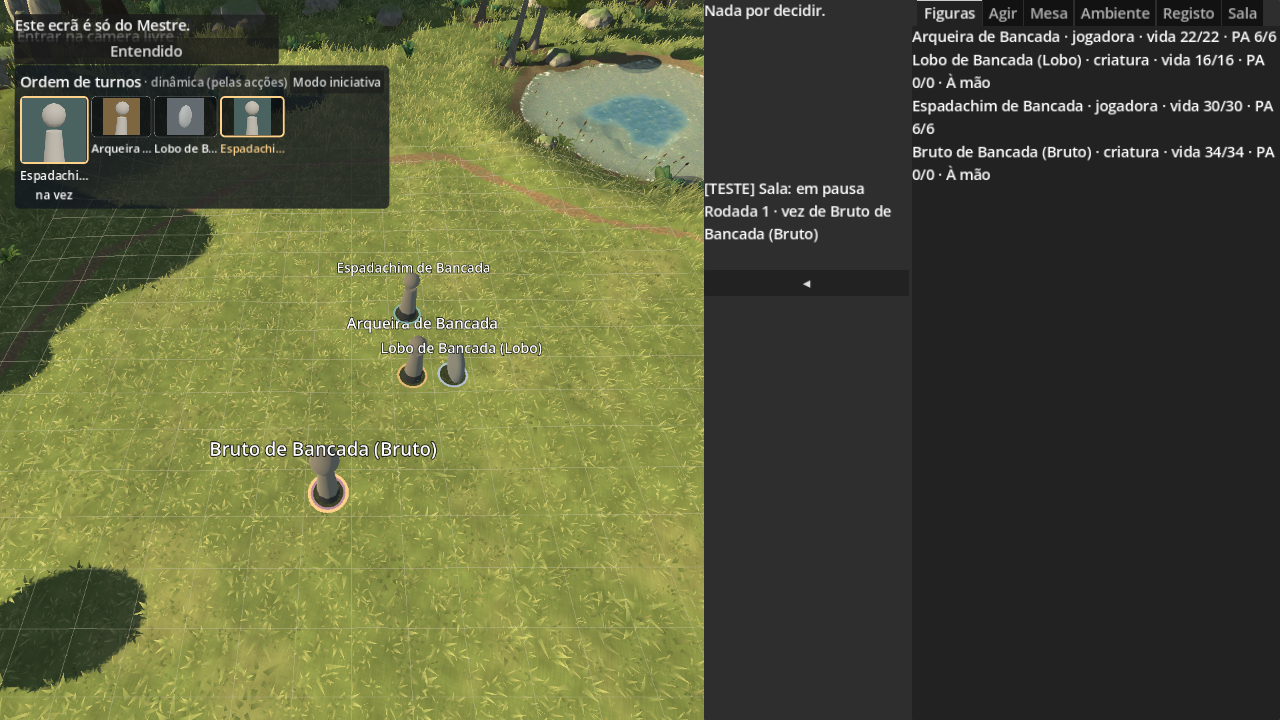 Este ecrã é só do Mestre.
Entrar na câmera livre.
Entendido
Ordem de turnos · dinâmica (pelas acções) Modo iniciativa
Arqueira ... Lobo de B... Espadachi...
Espadachi...
na vez
Espadachim de Bancada
Arqueira de Bancada
Lobo de Bancada (Lobo)
Bruto de Bancada (Bruto)
Nada por decidir.
[TESTE] Sala: em pausa
Rodada 1 · vez de Bruto de
Bancada (Bruto)
◂
Figuras Agir Mesa Ambiente Registo Sala
Arqueira de Bancada · jogadora · vida 22/22 · PA 6/6
Lobo de Bancada (Lobo) · criatura · vida 16/16 · PA
0/0 · À mão
Espadachim de Bancada · jogadora · vida 30/30 · PA
6/6
Bruto de Bancada (Bruto) · criatura · vida 34/34 · PA
0/0 · À mão